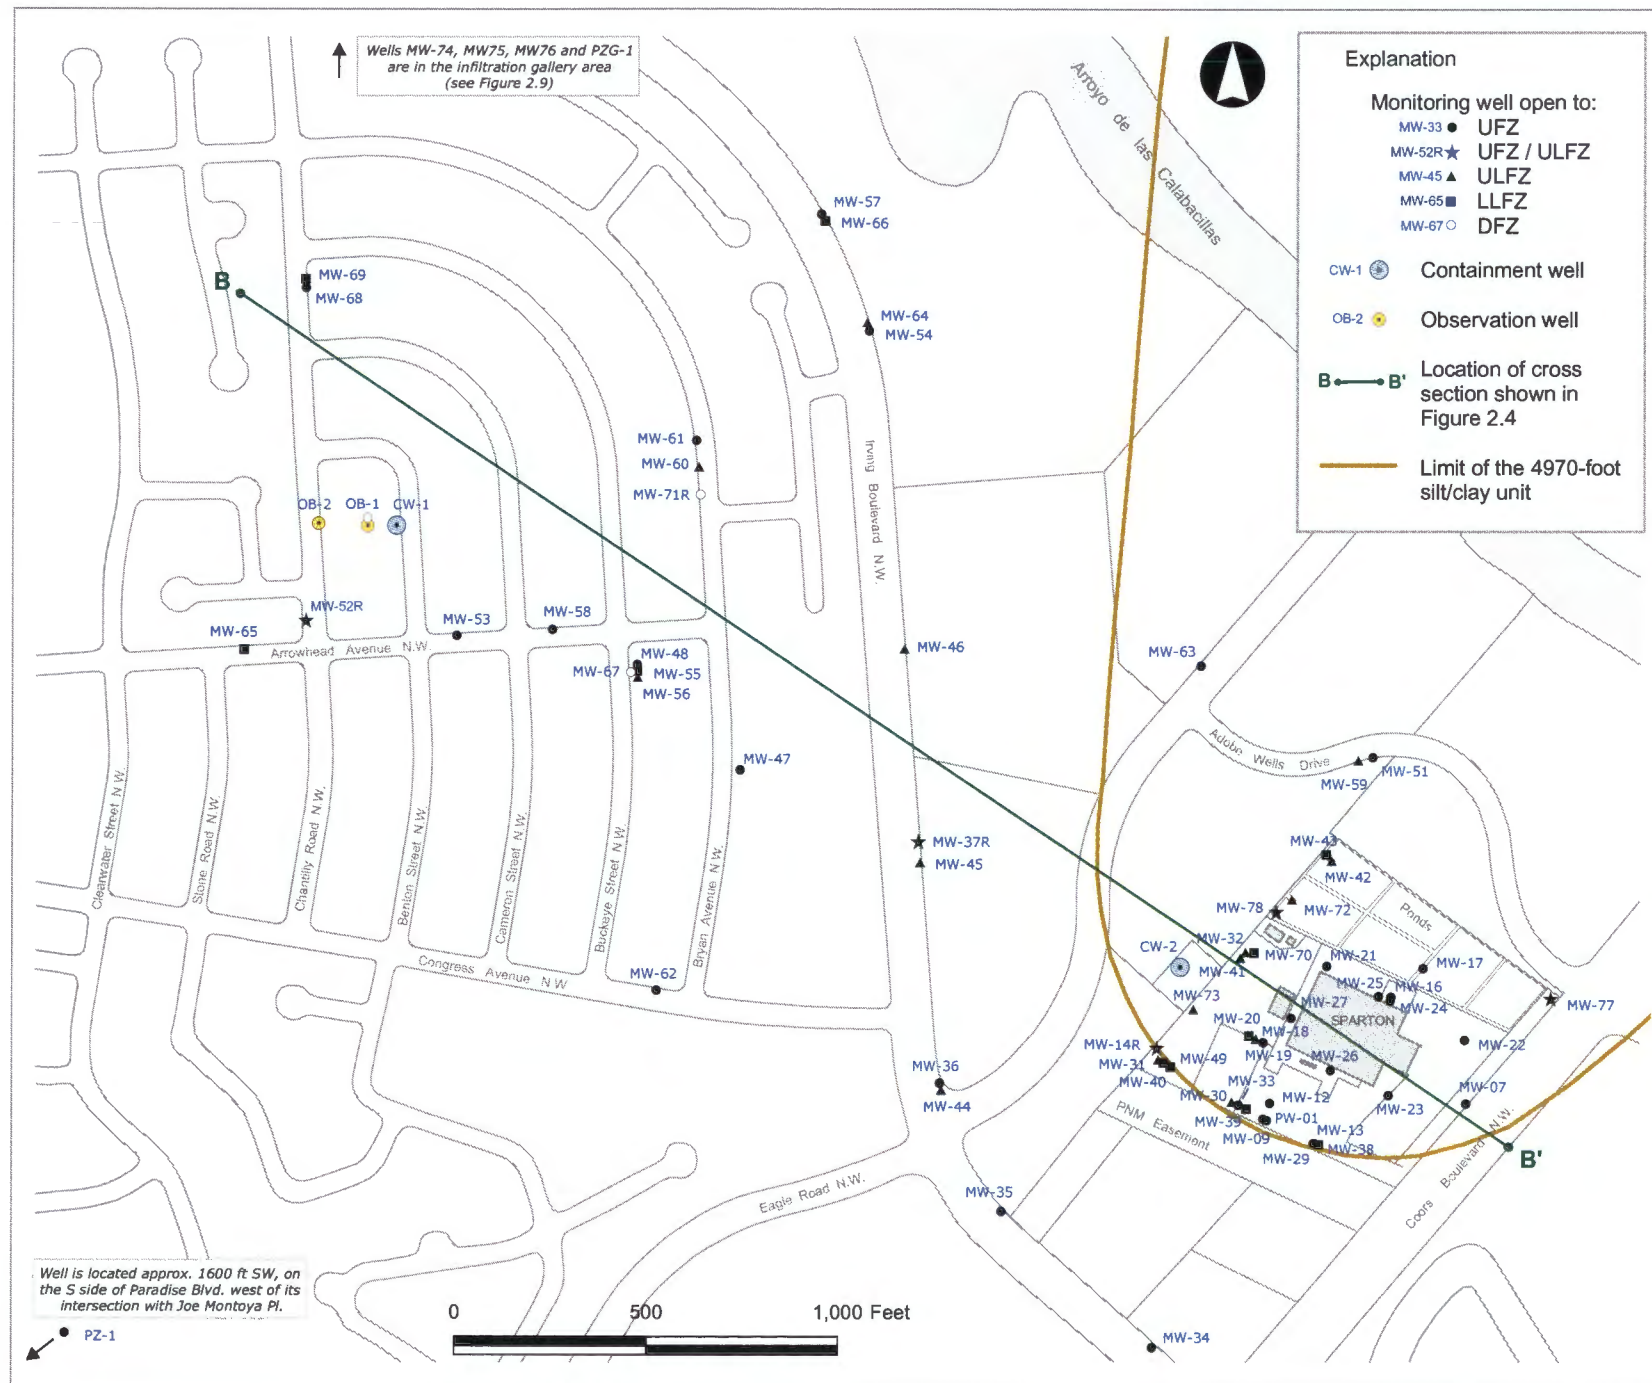 Wells MW-74, MW75, MW76 and PZG-1
are in the infiltration gallery area
(see Figure 2.9)
Explanation
Monitoring well open to:
MW-33 UFZ
MW-52R UFZ / ULFZ
MW-45 ULFZ
MW-65 LLFZ
MW-67 DFZ
CW-1 Containment well
OB-2 Observation well
B B' Location of cross
section shown in
Figure 2.4
Limit of the 4970-foot
silt/clay unit
Arroyo de las Calabacillas
MW-57
MW-66
B
MW-69
MW-68
MW-64
MW-54
MW-61
MW-60
MW-71R
Irving Boulevard N.W.
OB-2
OB-1
CW-1
MW-52R
MW-65
MW-53
MW-58
Arrowhead Avenue N.W.
MW-48
MW-67
MW-55
MW-56
MW-46
MW-63
MW-47
Adobe Wells Drive
MW-51
MW-59
Clearwater Street N.W.
Stone Road N.W.
Chantilly Road N.W.
Benton Street N.W.
Cameron Street N.W.
Buckeye Street N.W.
Bryan Avenue N.W.
MW-37R
MW-45
MW-43
MW-42
MW-78
MW-72
Ponds
CW-2
MW-32
MW-41
MW-70
MW-21
MW-17
MW-25
MW-16
MW-24
MW-77
Congress Avenue N.W
MW-62
MW-73
MW-27
SPARTON
MW-20
MW-18
MW-19
MW-26
MW-22
MW-14R
MW-31
MW-49
MW-40
MW-36
MW-44
MW-30
MW-33
MW-12
MW-23
MW-07
MW-39
PW-01
MW-09
MW-13
MW-29
MW-38
PNM Easement
B'
Coors Boulevard N.W.
Eagle Road N.W.
MW-35
Well is located approx. 1600 ft SW, on
the S side of Paradise Blvd. west of its
intersection with Joe Montoya Pl.
PZ-1
0 500 1,000 Feet
MW-34